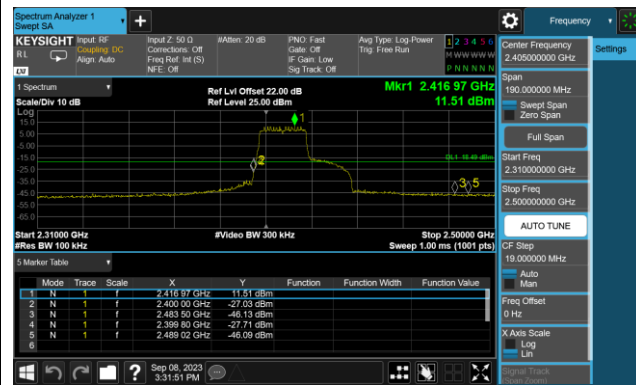 Spectrum Analyzer 1
Swept SA
+
Frequency
KEYSIGHT
RL
LXI
Input: RF
Coupling: DC
Align: Auto
Input Z: 50 Ω
Corrections: Off
Freq Ref: Int (S)
NFE: Off
#Atten: 20 dB
PNO: Fast
Gate: Off
IF Gain: Low
Sig Track: Off
Avg Type: Log-Power
Trig: Free Run
1 2 3 4 5 6
M W W W W W
P N N N N N
1 Spectrum
Scale/Div 10 dB
Ref Lvl Offset 22.00 dB
Ref Level 25.00 dBm
Mkr1 2.416 97 GHz
11.51 dBm
Log
15.0
5.00
-5.00
-15.0
-25.0
-35.0
-45.0
-55.0
-65.0
1
2
3
5
Start 2.31000 GHz
#Res BW 100 kHz
#Video BW 300 kHz
Stop 2.50000 GHz
Sweep 1.00 ms (1001 pts)
5 Marker Table
Mode Trace Scale X Y Function Function Width Function Value
1 N 1 f 2.416 97 GHz 11.51 dBm
2 N 1 f 2.400 00 GHz -27.03 dBm
3 N 1 f 2.483 50 GHz -46.13 dBm
4 N 1 f 2.399 80 GHz -27.71 dBm
5 N 1 f 2.489 02 GHz -46.09 dBm
6
Sep 08, 2023
3:31:51 PM
?
Center Frequency
2.405000000 GHz
Settings
Span
190.000000 MHz
Swept Span
Zero Span
Full Span
Start Freq
2.310000000 GHz
Stop Freq
2.500000000 GHz
AUTO TUNE
CF Step
19.000000 MHz
Auto
Man
Freq Offset
0 Hz
X Axis Scale
Log
Lin
Signal Track
(Span Zoom)